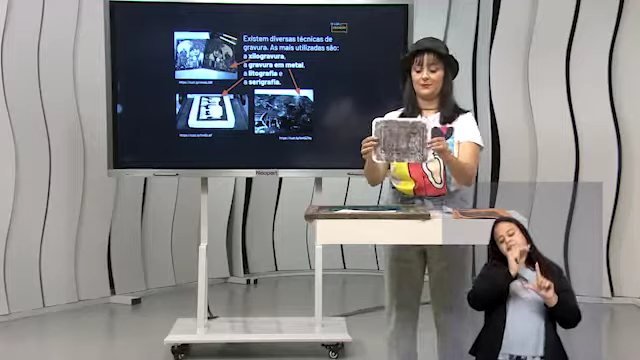 Existem diversas técnicas de
gravura. As mais utilizadas são:
a xilogravura,
a gravura em metal,
a litografia e
a serigrafia.